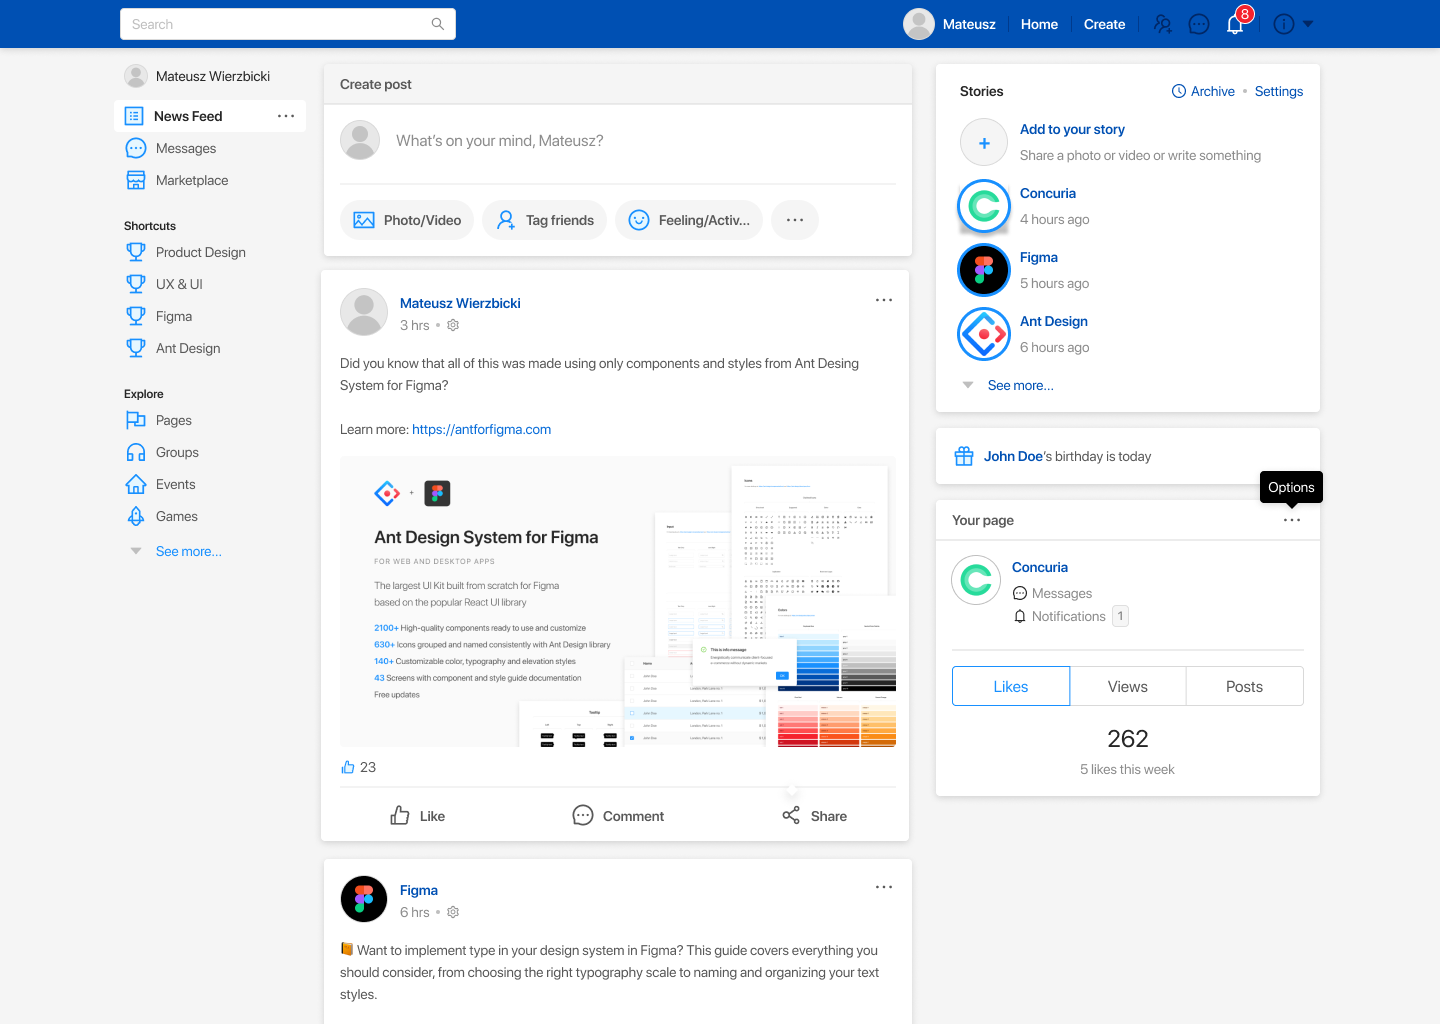 Search
Mateusz
Home
Create
8
Mateusz Wierzbicki
News Feed
Messages
Marketplace
Shortcuts
Product Design
UX & UI
Figma
Ant Design
Explore
Pages
Groups
Events
Games
See more...
Create post
What's on your mind, Mateusz?
Photo/Video
Tag friends
Feeling/Activ...
Mateusz Wierzbicki
3 hrs
Did you know that all of this was made using only components and styles from Ant Desing
System for Figma?
Learn more: https://antforfigma.com
Ant Design System for Figma
FOR WEB AND DESKTOP APPS
The largest UI Kit built from scratch for Figma
based on the popular React UI library
2100+ High-quality components ready to use and customize
630+ Icons grouped and named consistently with Ant Design library
140+ Customizable color, typography and elevation styles
43 Screens with component and style guide documentation
Free updates
This is info message
23
Like
Comment
Share
Figma
6 hrs
Want to implement type in your design system in Figma? This guide covers everything you
should consider, from choosing the right typography scale to naming and organizing your text
styles.
Stories
Archive
Settings
Add to your story
Share a photo or video or write something
Concuria
4 hours ago
Figma
5 hours ago
Ant Design
6 hours ago
See more...
John Doe's birthday is today
Options
Your page
Concuria
Messages
Notifications 1
Likes
Views
Posts
262
5 likes this week